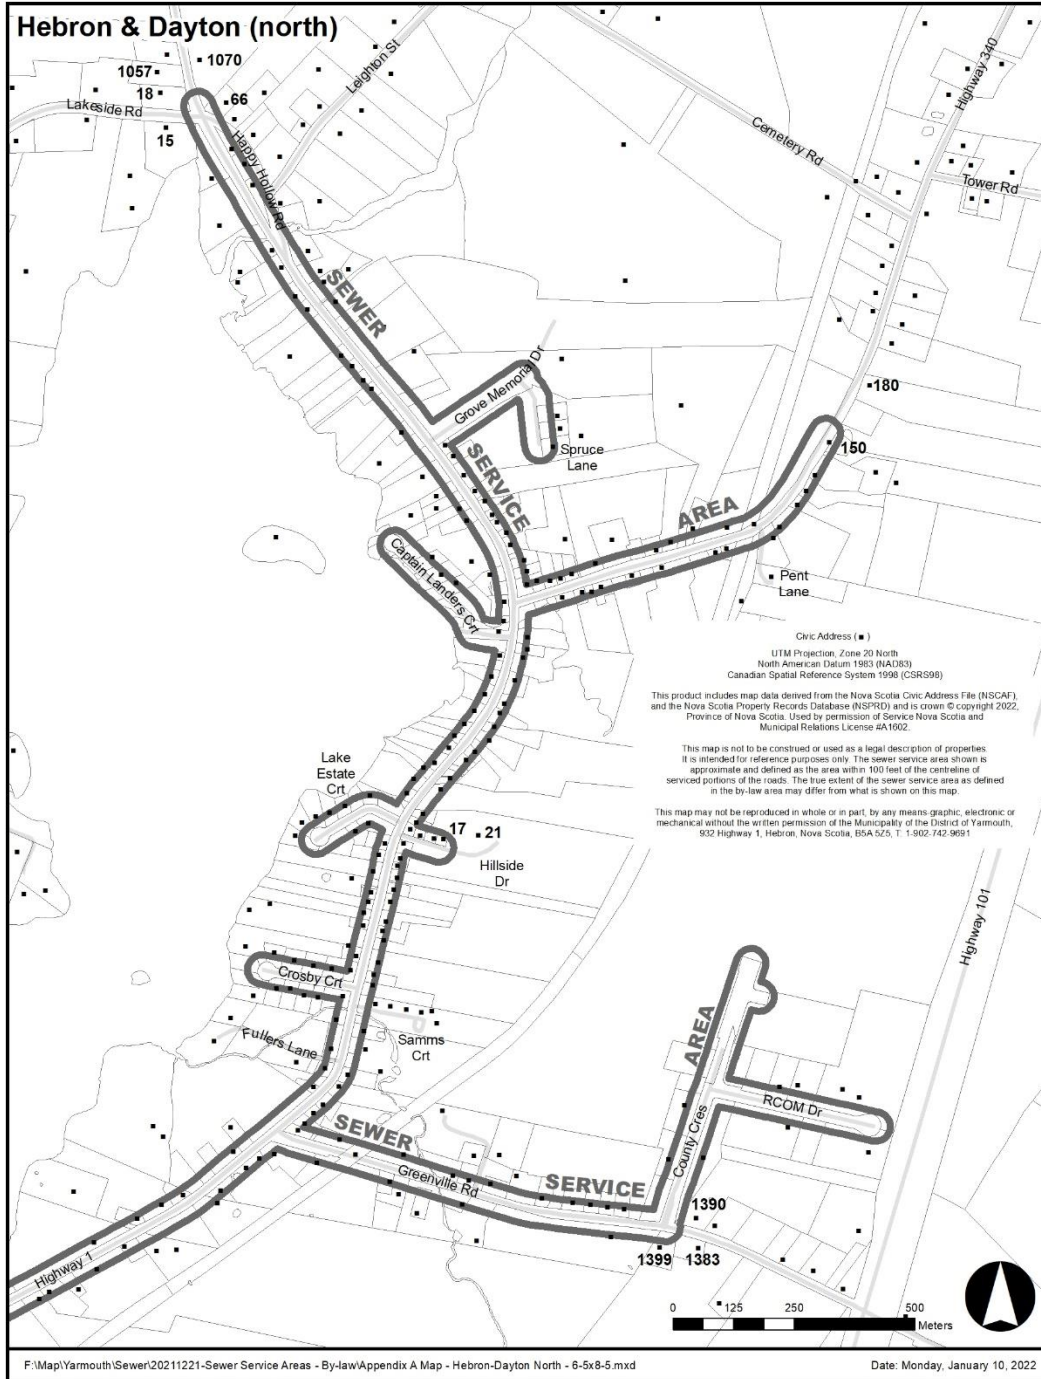 Hebron & Dayton (north)
1070
1057
18
66
Lakeside Rd
15
Leighton St
Happy Hollow Rd
Highway 340
Cemetery Rd
Tower Rd
SEWER
Grove Memorial Dr
180
150
Spruce
Lane
SERVICE
AREA
Captain Landers Crt
Pent
Lane
Civic Address ( ■ )
UTM Projection, Zone 20 North
North American Datum 1983 (NAD83)
Canadian Spatial Reference System 1998 (CSRS98)
This product includes map data derived from the Nova Scotia Civic Address File (NSCAF),
and the Nova Scotia Property Records Database (NSPRD) and is crown © copyright 2022,
Province of Nova Scotia. Used by permission of Service Nova Scotia and
Municipal Relations License #A1602.
This map is not to be construed or used as a legal description of properties.
It is intended for reference purposes only. The sewer service area shown is
approximate and defined as the area within 100 feet of the centreline of
serviced portions of the roads. The true extent of the sewer service area as defined
in the by-law area may differ from what is shown on this map.
This map may not be reproduced in whole or in part, by any means-graphic, electronic or
mechanical without the written permission of the Municipality of the District of Yarmouth,
932 Highway 1, Hebron, Nova Scotia, B5A 5Z5, T: 1-902-742-9691
Lake
Estate
Crt
17
21
Hillside
Dr
Highway 101
Crosby Crt
Fullers Lane
Samms
Crt
AREA
RCOM Dr
County Cres
SEWER
Greenville Rd
SERVICE
1390
1399
1383
Highway 1
0
125
250
500
Meters
F:\Map\Yarmouth\Sewer\20211221-Sewer Service Areas - By-law\Appendix A Map - Hebron-Dayton North - 6-5x8-5.mxd
Date: Monday, January 10, 2022